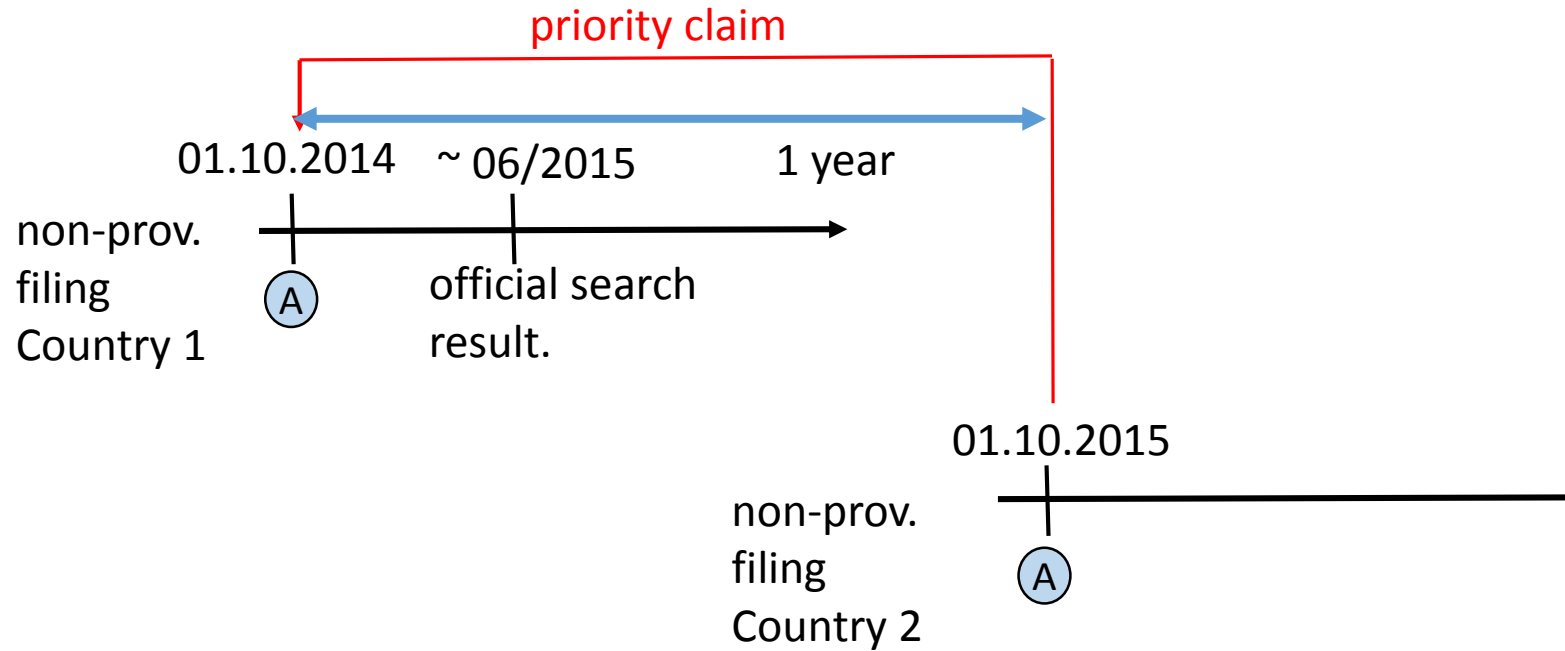 priority claim
01.10.2014 ~ 06/2015 1 year
non-prov.
filing
Country 1
A
official search
result.
01.10.2015
non-prov.
filing
Country 2
A